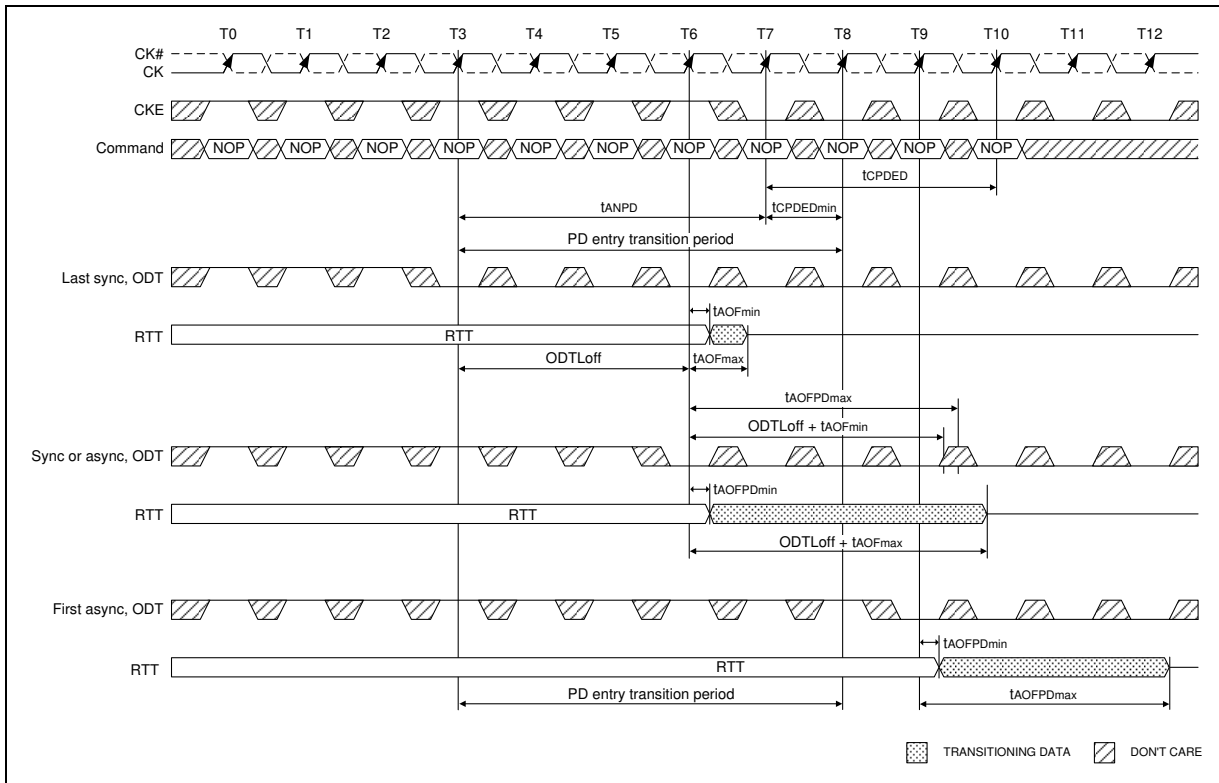 T0 T1 T2 T3 T4 T5 T6 T7 T8 T9 T10 T11 T12
CK#
CK
CKE
Command NOP NOP NOP NOP NOP NOP NOP NOP NOP NOP NOP
tCPDED
tANPD tCPDEDmin
PD entry transition period
Last sync, ODT
tAOFmin
RTT RTT
ODTLoff tAOFmax
tAOFPDmax
ODTLoff + tAOFmin
Sync or async, ODT
tAOFPDmin
RTT RTT
ODTLoff + tAOFmax
First async, ODT
tAOFPDmin
RTT RTT
PD entry transition period tAOFPDmax
TRANSITIONING DATA DON'T CARE